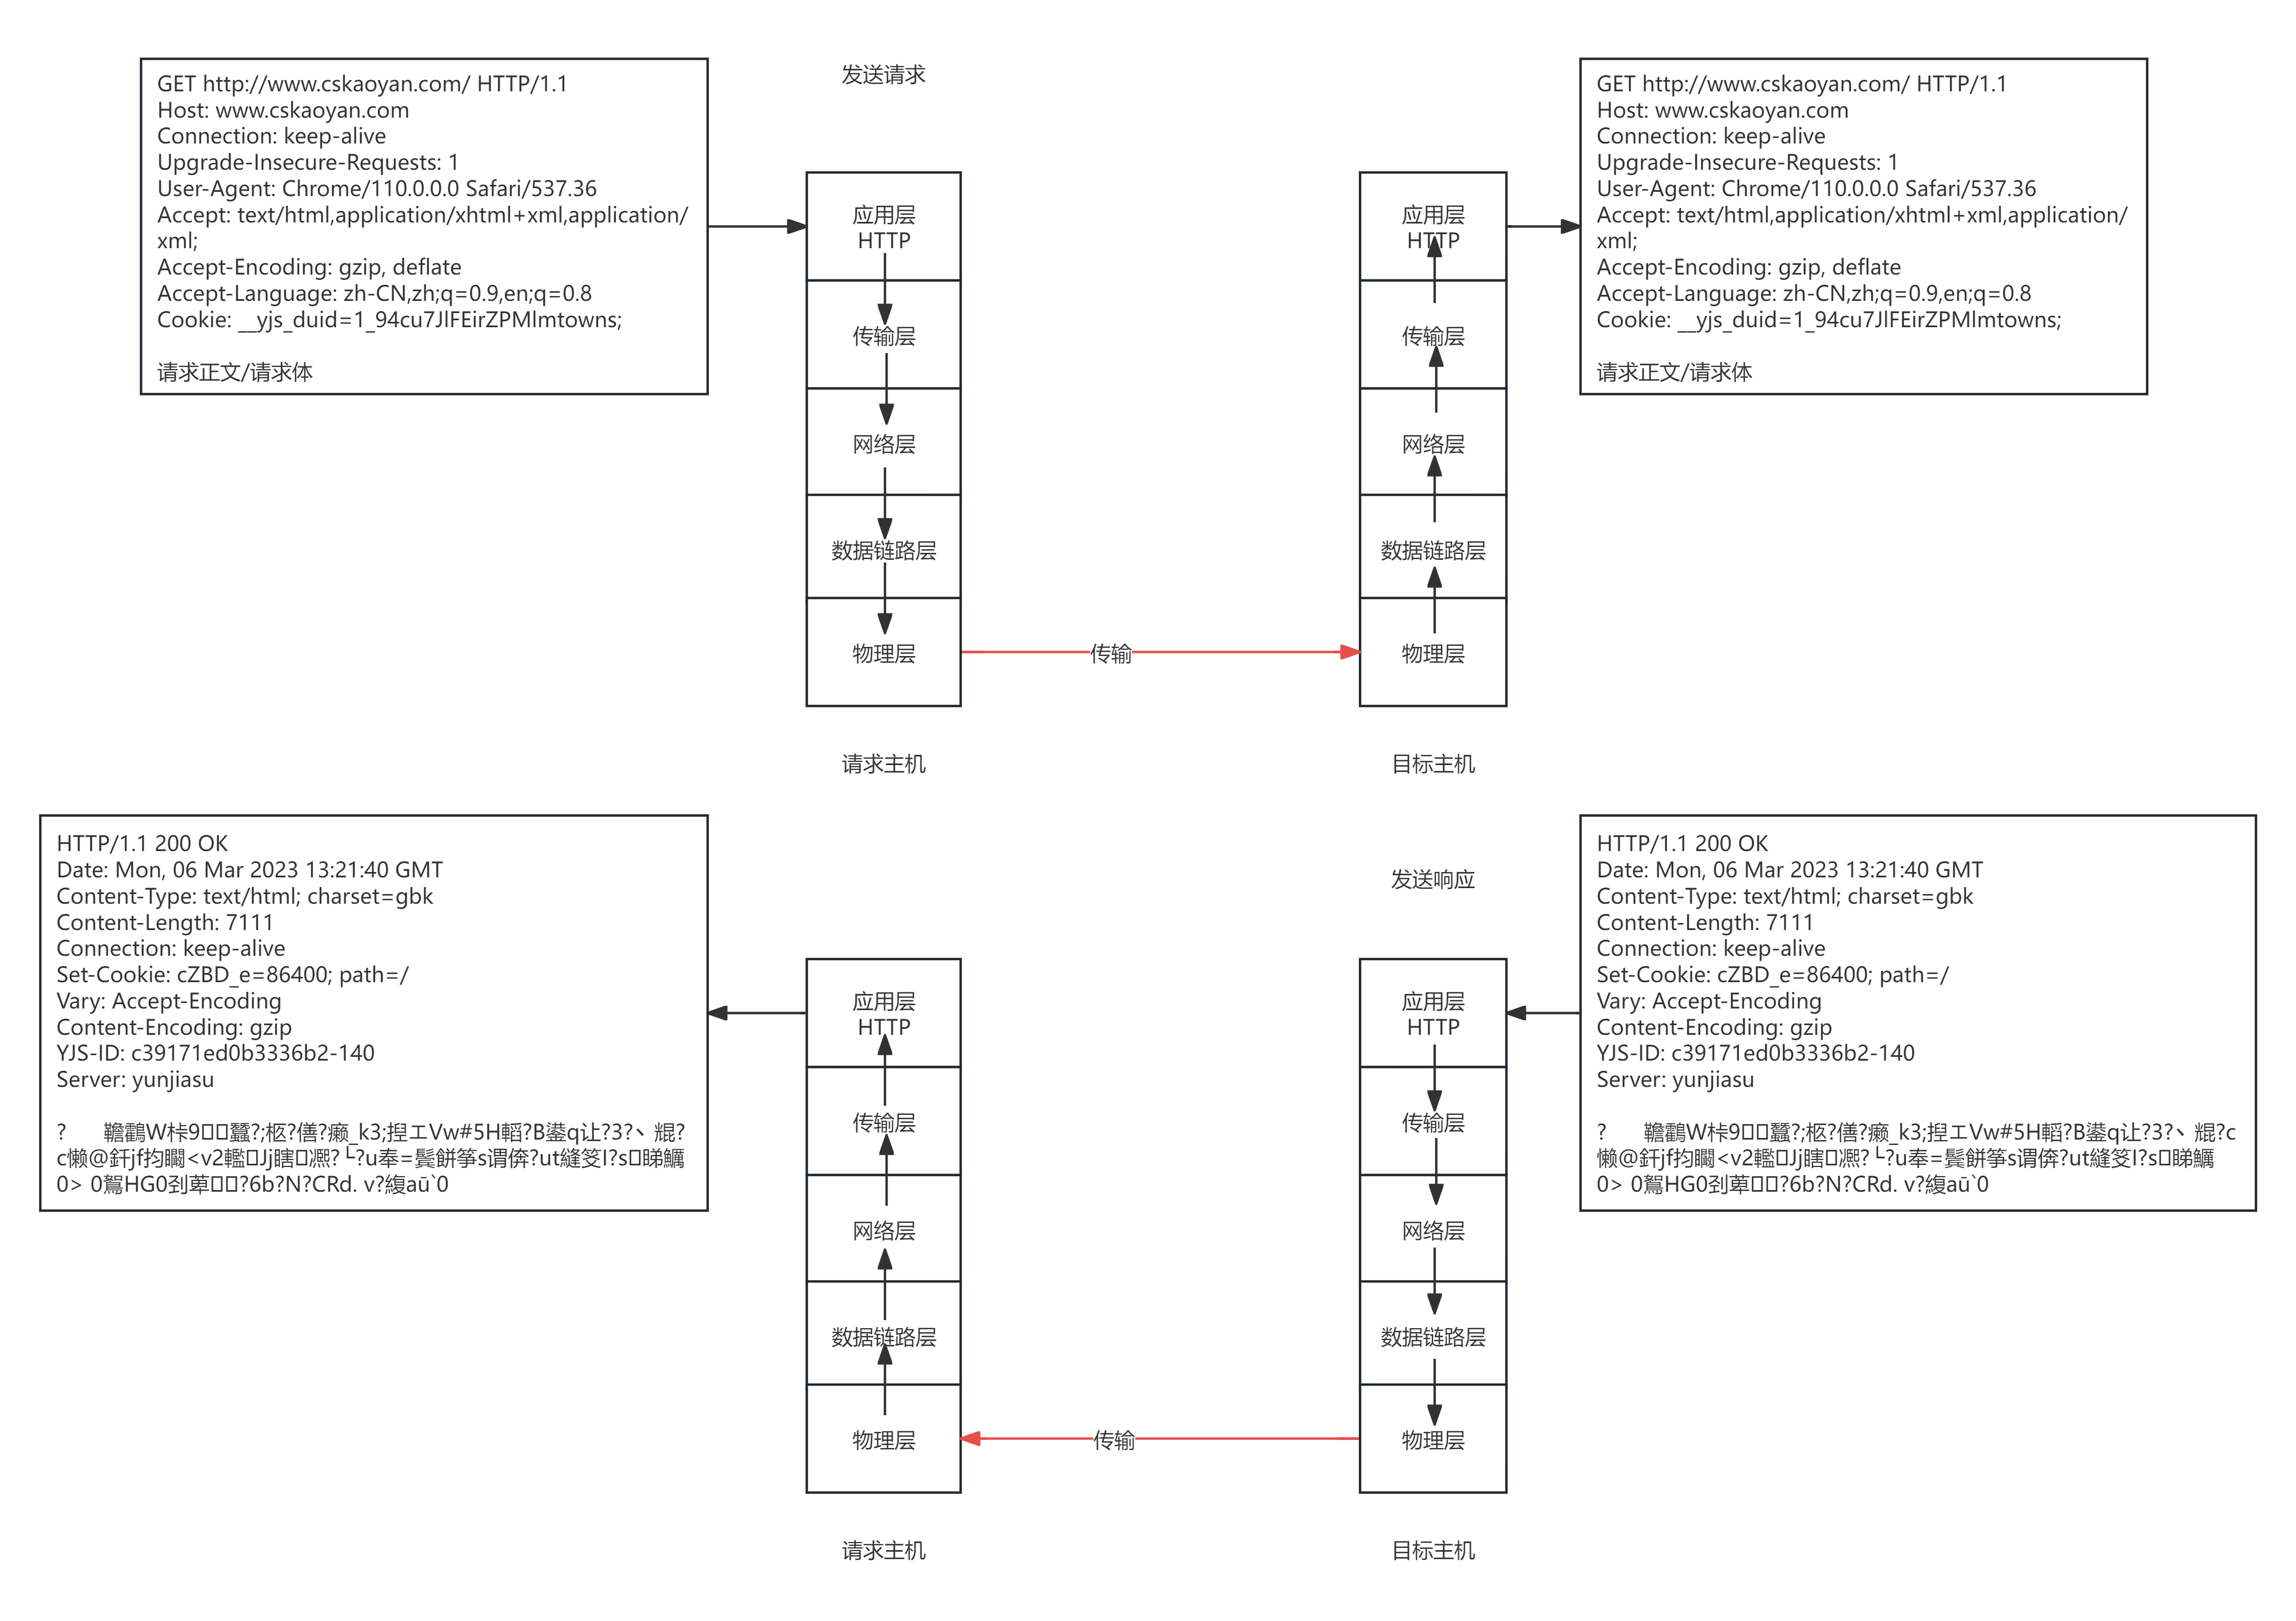 发送请求
GET http://www.cskaoyan.com/ HTTP/1.1
Host: www.cskaoyan.com
Connection: keep-alive
Upgrade-Insecure-Requests: 1
User-Agent: Chrome/110.0.0.0 Safari/537.36
Accept: text/html,application/xhtml+xml,application/
xml;
Accept-Encoding: gzip, deflate
Accept-Language: zh-CN,zh;q=0.9,en;q=0.8
Cookie: __yjs_duid=1_94cu7JlFEirZPMlmtowns;
请求正文/请求体
应用层
HTTP
传输层
网络层
数据链路层
物理层
请求主机
传输
应用层
HTTP
传输层
网络层
数据链路层
物理层
目标主机
GET http://www.cskaoyan.com/ HTTP/1.1
Host: www.cskaoyan.com
Connection: keep-alive
Upgrade-Insecure-Requests: 1
User-Agent: Chrome/110.0.0.0 Safari/537.36
Accept: text/html,application/xhtml+xml,application/
xml;
Accept-Encoding: gzip, deflate
Accept-Language: zh-CN,zh;q=0.9,en;q=0.8
Cookie: __yjs_duid=1_94cu7JlFEirZPMlmtowns;
请求正文/请求体
HTTP/1.1 200 OK
Date: Mon, 06 Mar 2023 13:21:40 GMT
Content-Type: text/html; charset=gbk
Content-Length: 7111
Connection: keep-alive
Set-Cookie: cZBD_e=86400; path=/
Vary: Accept-Encoding
Content-Encoding: gzip
YJS-ID: c39171ed0b3336b2-140
Server: yunjiasu
发送响应
应用层
HTTP
传输层
网络层
数据链路层
物理层
请求主机
传输
应用层
HTTP
传输层
网络层
数据链路层
物理层
目标主机
HTTP/1.1 200 OK
Date: Mon, 06 Mar 2023 13:21:40 GMT
Content-Type: text/html; charset=gbk
Content-Length: 7111
Connection: keep-alive
Set-Cookie: cZBD_e=86400; path=/
Vary: Accept-Encoding
Content-Encoding: gzip
YJS-ID: c39171ed0b3336b2-140
Server: yunjiasu